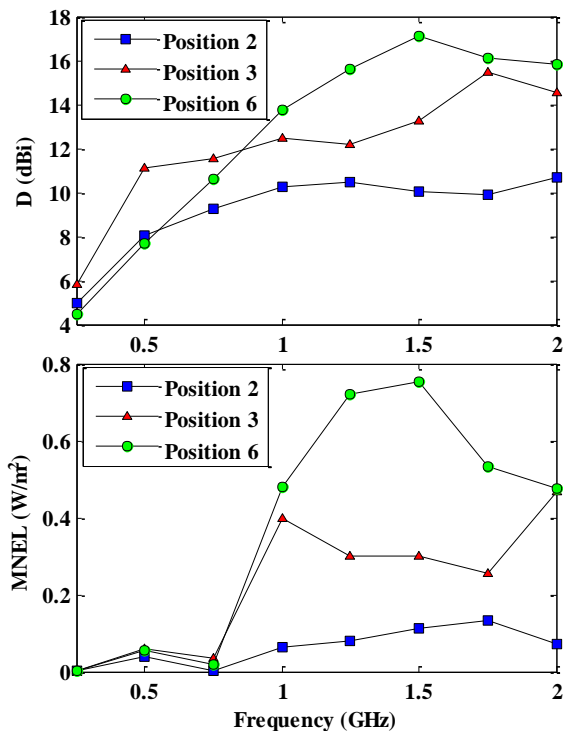 18
16
14
12
10
8
6
4
D (dBi)
Position 2
Position 3
Position 6
0.5
1
1.5
2
0.8
0.6
0.4
0.2
0
MNEL (W/m²)
Position 2
Position 3
Position 6
0.5
1
1.5
2
Frequency (GHz)